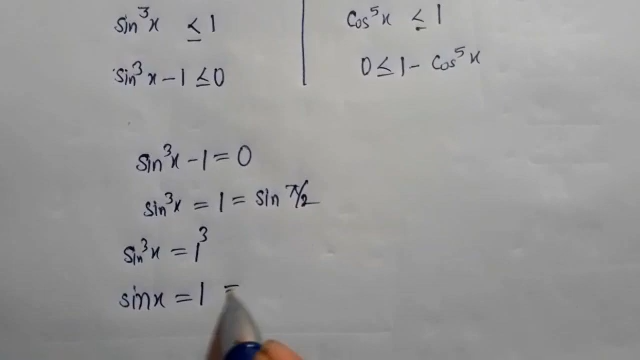 sin³x ≤ 1
sin³x − 1 ≤ 0
cos⁵x ≤ 1
0 ≤ 1 − cos⁵x
sin³x − 1 = 0
sin³x = 1 = sin π/2
sin³x = 1³
sinx = 1 =